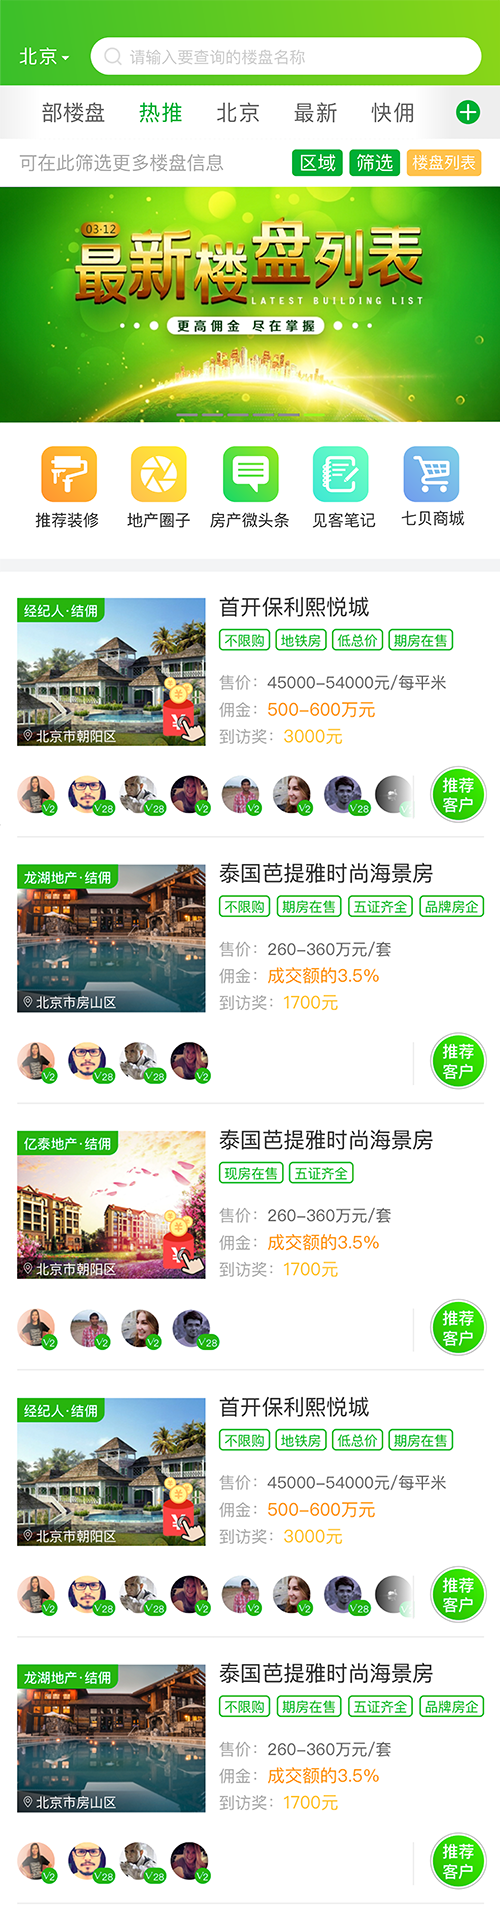 北京
请输入要查询的楼盘名称
部楼盘 热推 北京 最新 快佣
可在此筛选更多楼盘信息 区域 筛选 楼盘列表
03-12
最新楼盘列表
LATEST BUILDING LIST
更高佣金 尽在掌握
推荐装修 地产圈子 房产微头条 见客笔记 七贝商城
经纪人·结佣
首开保利熙悦城
不限购 地铁房 低总价 期房在售
售价：45000-54000元/每平米
佣金：500-600万元
到访奖：3000元
北京市朝阳区
V2 V28 V28 V2 V2 V2 V28 V2
推荐
客户
龙湖地产·结佣
泰国芭提雅时尚海景房
不限购 期房在售 五证齐全 品牌房企
售价：260-360万元/套
佣金：成交额的3.5%
到访奖：1700元
北京市房山区
V2 V28 V28 V2
推荐
客户
亿泰地产·结佣
泰国芭提雅时尚海景房
现房在售 五证齐全
售价：260-360万元/套
佣金：成交额的3.5%
到访奖：1700元
北京市朝阳区
V2 V2 V2 V28
推荐
客户
经纪人·结佣
首开保利熙悦城
不限购 地铁房 低总价 期房在售
售价：45000-54000元/每平米
佣金：500-600万元
到访奖：3000元
北京市朝阳区
V2 V28 V28 V2 V2 V2 V28 V2
推荐
客户
龙湖地产·结佣
泰国芭提雅时尚海景房
不限购 期房在售 五证齐全 品牌房企
售价：260-360万元/套
佣金：成交额的3.5%
到访奖：1700元
北京市房山区
V2 V28 V28 V2
推荐
客户